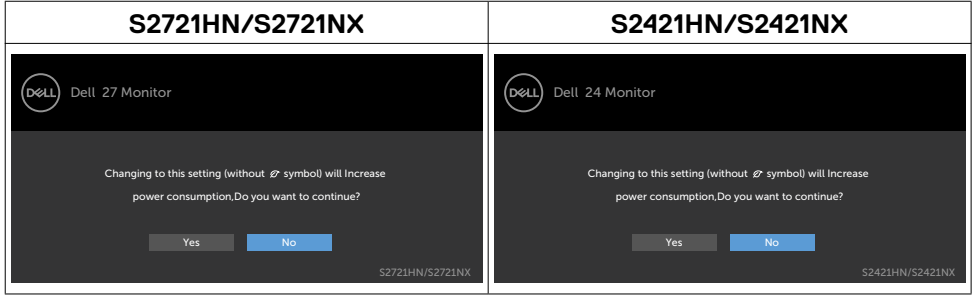 S2721HN/S2721NX
S2421HN/S2421NX
DELL
Dell 27 Monitor
Changing to this setting (without symbol) will Increase
power consumption,Do you want to continue?
Yes
No
S2721HN/S2721NX
DELL
Dell 24 Monitor
Changing to this setting (without symbol) will Increase
power consumption,Do you want to continue?
Yes
No
S2421HN/S2421NX